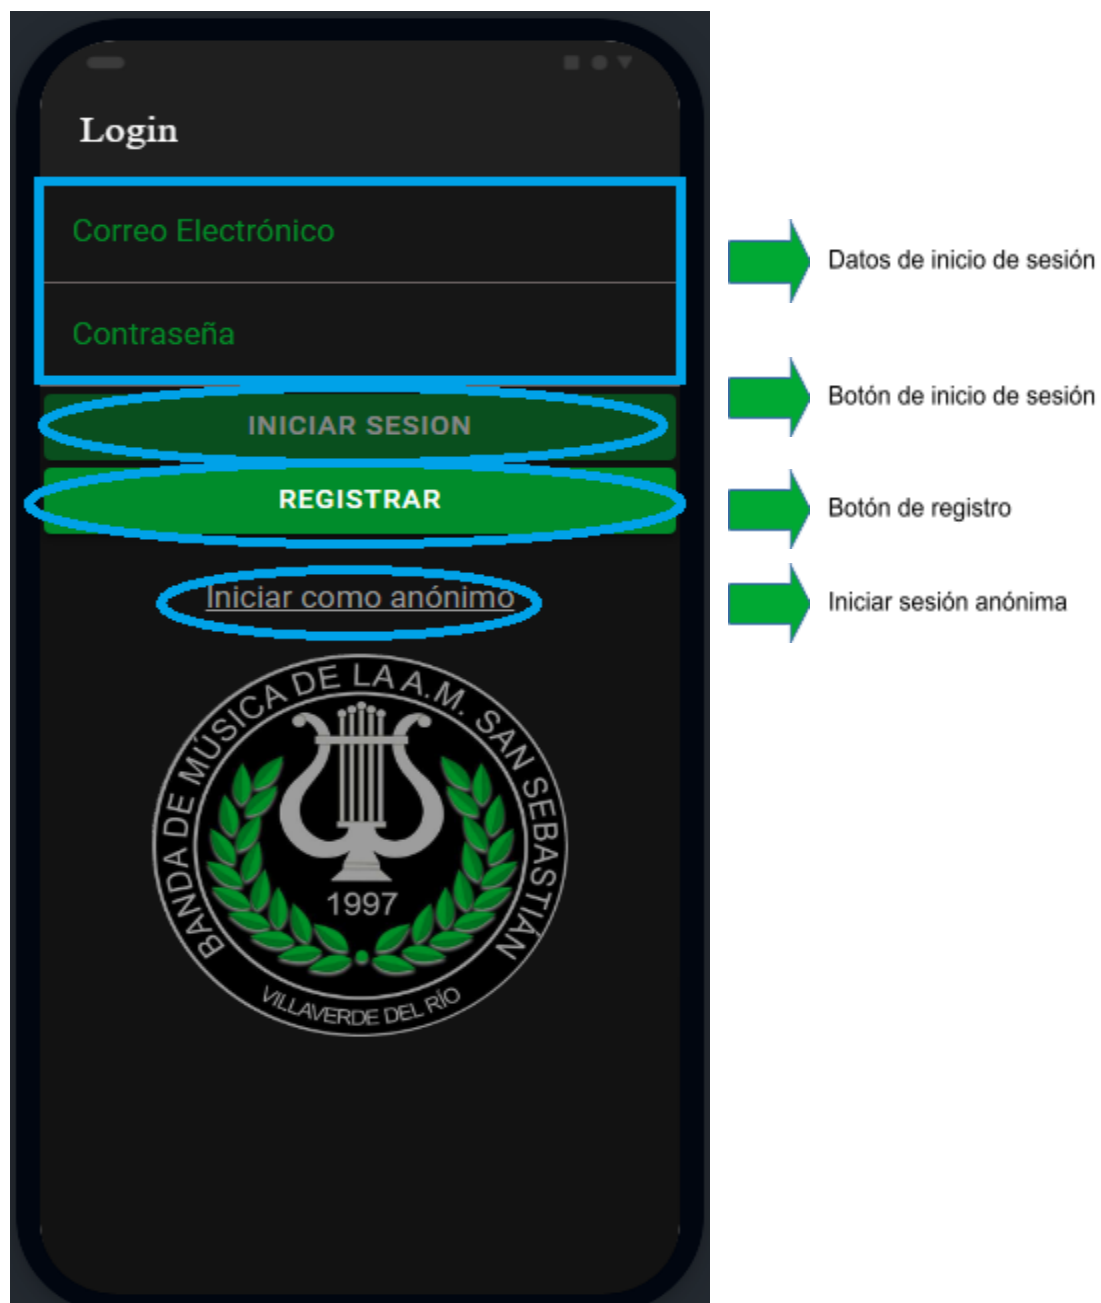 Login
Correo Electrónico
Contraseña
INICIAR SESION
REGISTRAR
Iniciar como anónimo
BANDA DE MÚSICA DE LA A.M. SAN SEBASTIÁN
1997
VILLAVERDE DEL RÍO
Datos de inicio de sesión
Botón de inicio de sesión
Botón de registro
Iniciar sesión anónima